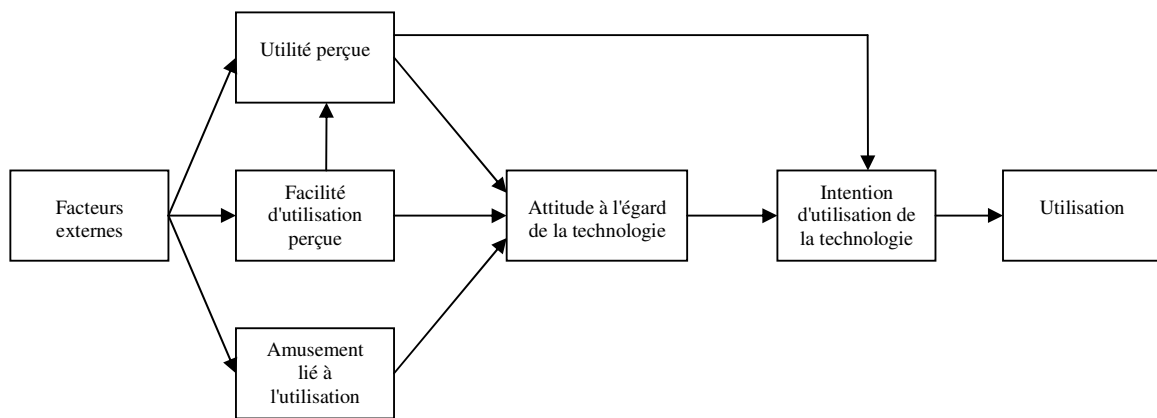 Utilité perçue
Facteurs
externes
Facilité
d'utilisation
perçue
Attitude à l'égard
de la technologie
Intention
d'utilisation de
la technologie
Utilisation
Amusement
lié à
l'utilisation